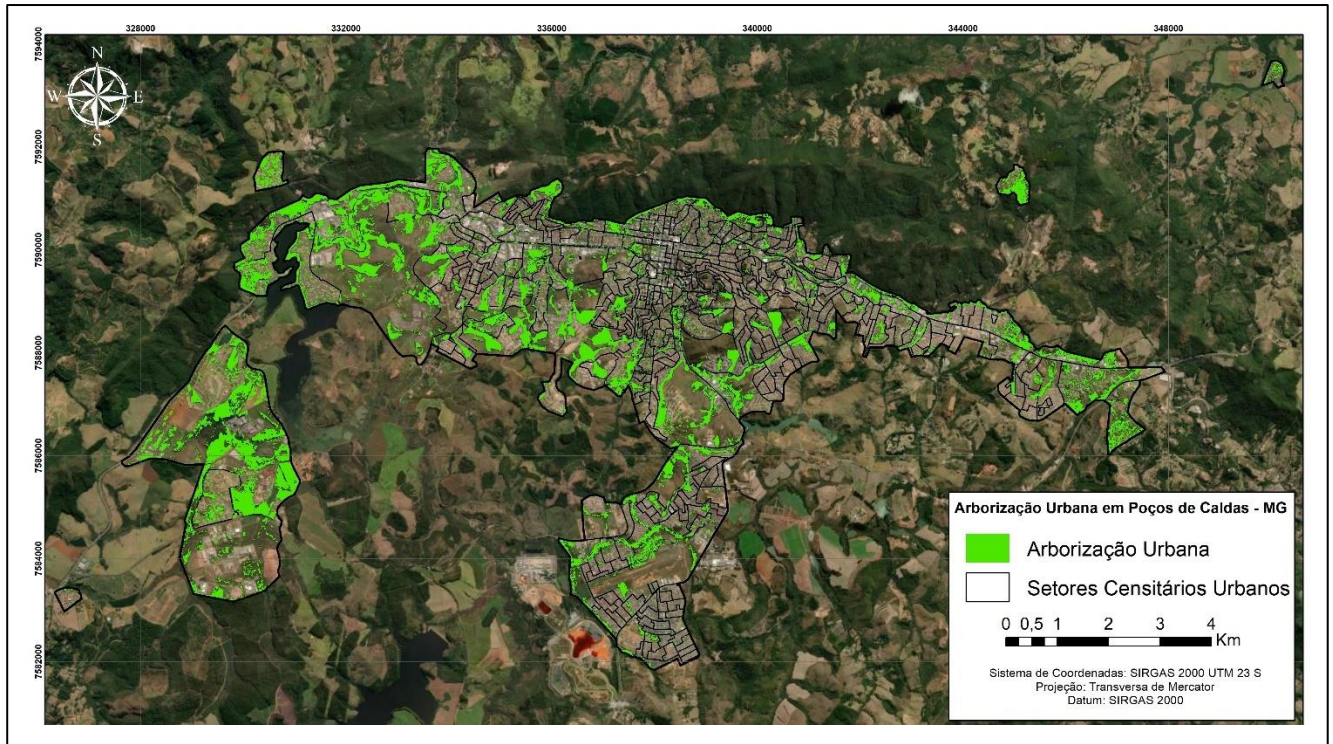 328000 332000 336000 340000 344000 348000
7594000
N
W E
S
7592000
7590000
7588000
7586000
7584000
7582000
Arborização Urbana em Poços de Caldas - MG
Arborização Urbana
Setores Censitários Urbanos
0 0,5 1 2 3 4
Km
Sistema de Coordenadas: SIRGAS 2000 UTM 23 S
Projeção: Transversa de Mercator
Datum: SIRGAS 2000